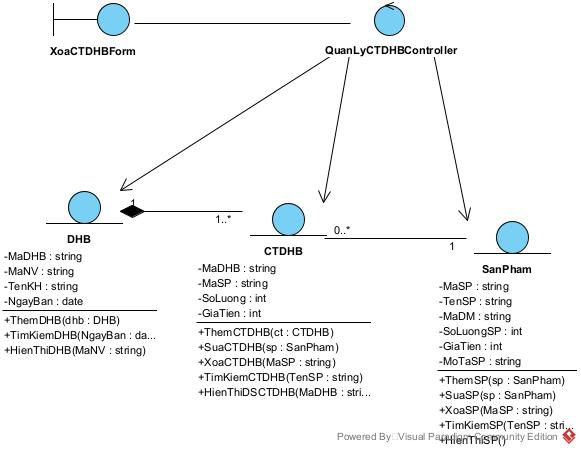 XoaCTDHBForm
QuanLyCTDHBController
1
1..*
0..*
1
DHB
-MaDHB : string
-MaNV : string
-TenKH : string
-NgayBan : date
+ThemDHB(dhb : DHB)
+TimKiemDHB(NgayBan : da...
+HienThiDHB(MaNV : string)
CTDHB
-MaDHB : string
-MaSP : string
-SoLuong : int
-GiaTien : int
+ThemCTDHB(ct : CTDHB)
+SuaCTDHB(sp : SanPham)
+XoaCTDHB(MaSP : string)
+TimKiemCTDHB(TenSP : string)
+HienThiDSCTDHB(MaDHB : stri...
SanPham
-MaSP : string
-TenSP : string
-MaDM : string
-SoLuongSP : int
-GiaTien : int
-MoTaSP : string
+ThemSP(sp : SanPham)
+SuaSP(sp : SanPham)
+XoaSP(MaSP : string)
+TimKiemSP(TenSP : stri...
+HienThiSP()
Powered By Visual Paradigm Community Edition